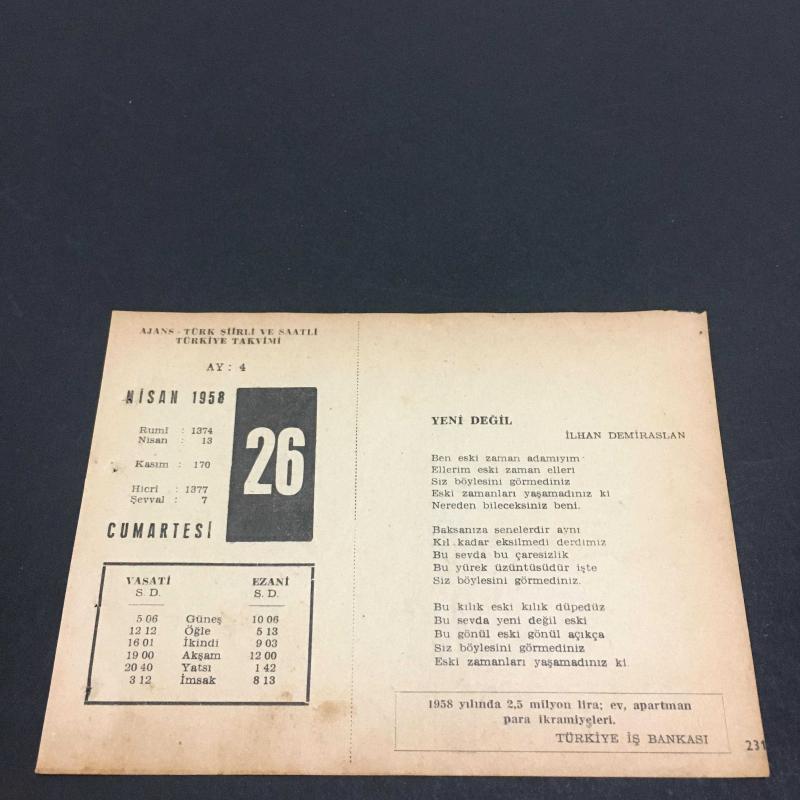 AJANS - TÜRK ŞİİRLİ VE SAATLİ
TÜRKİYE TAKVİMİ
AY : 4
NİSAN 1958
26
Rumî : 1374
Nisan : 13
Kasım : 170
Hicrî : 1377
Şevval : 7
CUMARTESİ
VASATİ EZANİ
S. D. S. D.
5 06 Güneş 10 06
12 12 Öğle 5 13
16 01 İkindi 9 03
19 00 Akşam 12 00
20 40 Yatsı 1 42
3 12 İmsak 8 13
YENİ DEĞİL
İLHAN DEMİRASLAN
Ben eski zaman adamıyım
Ellerim eski zaman elleri
Siz böylesini görmediniz
Eski zamanları yaşamadınız ki
Nereden bileceksiniz beni.
Baksanıza senelerdir aynı
Kıl kadar eksilmedi derdimiz
Bu sevda bu çaresizlik
Bu yürek üzüntüsüdür işte
Siz böylesini görmediniz.
Bu kılık eski kılık düpedüz
Bu sevda yeni değil eski
Bu gönül eski gönül açıkça
Siz böylesini görmediniz
Eski zamanları yaşamadınız ki.
1958 yılında 2,5 milyon lira; ev, apartman
para ikramiyeleri.
TÜRKİYE İŞ BANKASI
231